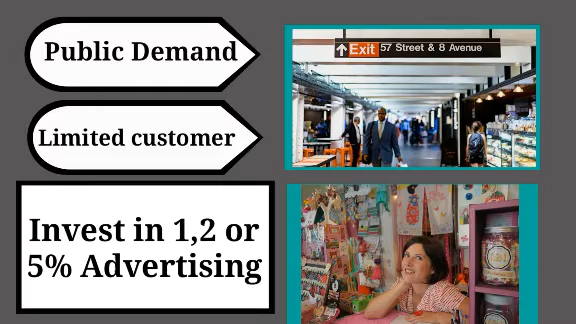 Public Demand
Exit 57 Street & 8 Avenue
Limited customer
Invest in 1,2 or
5% Advertising